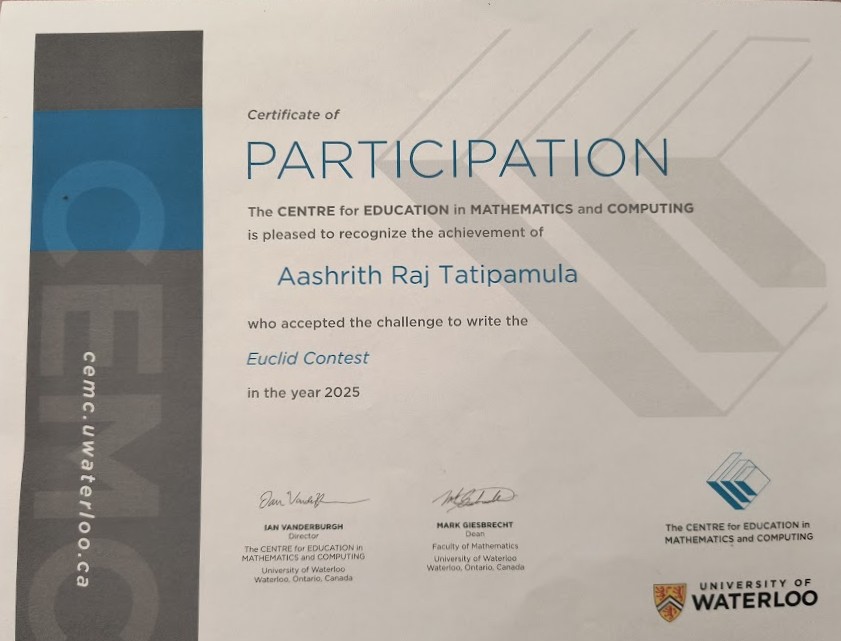 Certificate of
PARTICIPATION
The CENTRE for EDUCATION in MATHEMATICS and COMPUTING
is pleased to recognize the achievement of
Aashrith Raj Tatipamula
who accepted the challenge to write the
Euclid Contest
in the year 2025
CEMC
cemc.uwaterloo.ca
IAN VANDERBURGH
Director
The CENTRE for EDUCATION in
MATHEMATICS and COMPUTING
University of Waterloo
Waterloo, Ontario, Canada
MARK GIESBRECHT
Dean
Faculty of Mathematics
University of Waterloo
Waterloo, Ontario, Canada
The CENTRE for EDUCATION in
MATHEMATICS and COMPUTING
UNIVERSITY OF
WATERLOO